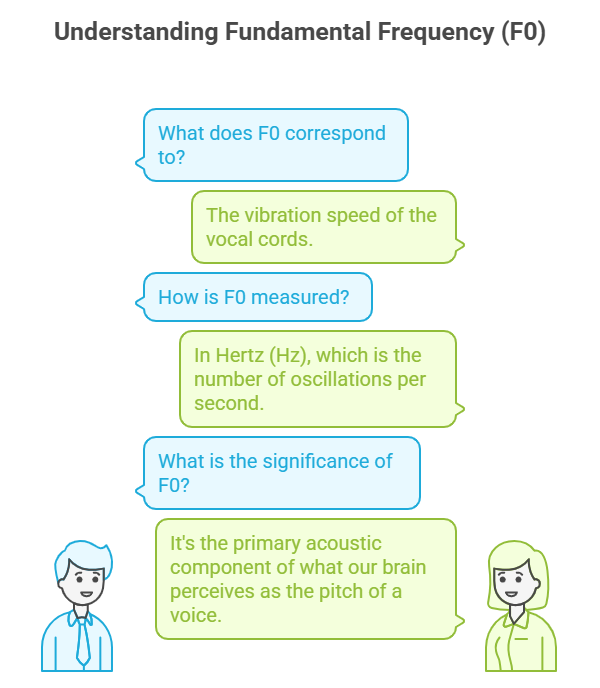 Understanding Fundamental Frequency (F0)
What does F0 correspond
to?
The vibration speed of the
vocal cords.
How is F0 measured?
In Hertz (Hz), which is the
number of oscillations per
second.
What is the significance of
F0?
It's the primary acoustic
component of what our brain
perceives as the pitch of a
voice.